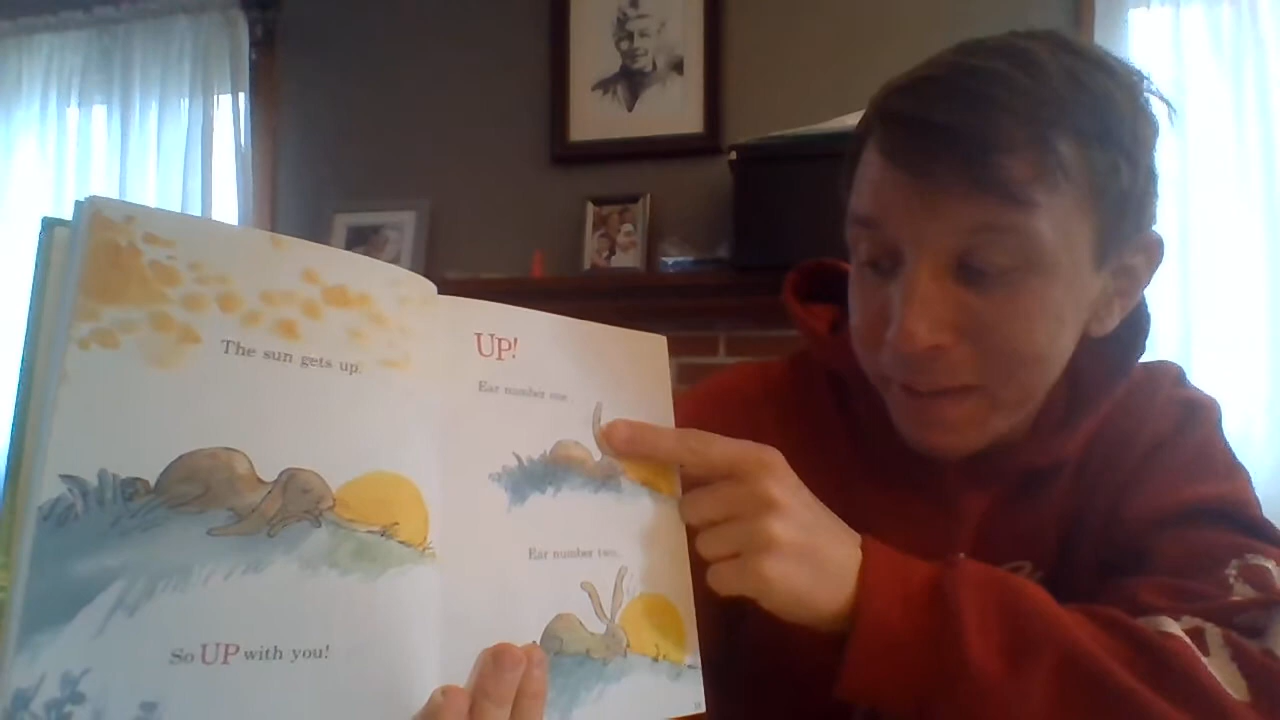 The sun gets up.
So UP with you!
UP!
Ear number one.
Ear number two.